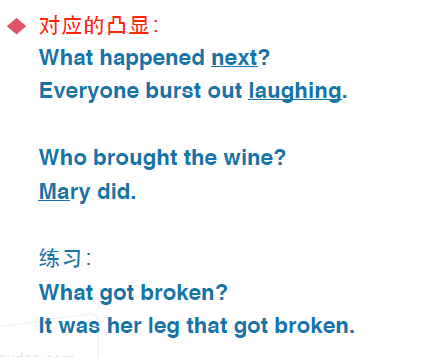 对应的凸显：
What happened next?
Everyone burst out laughing.
Who brought the wine?
Mary did.
练习：
What got broken?
It was her leg that got broken.